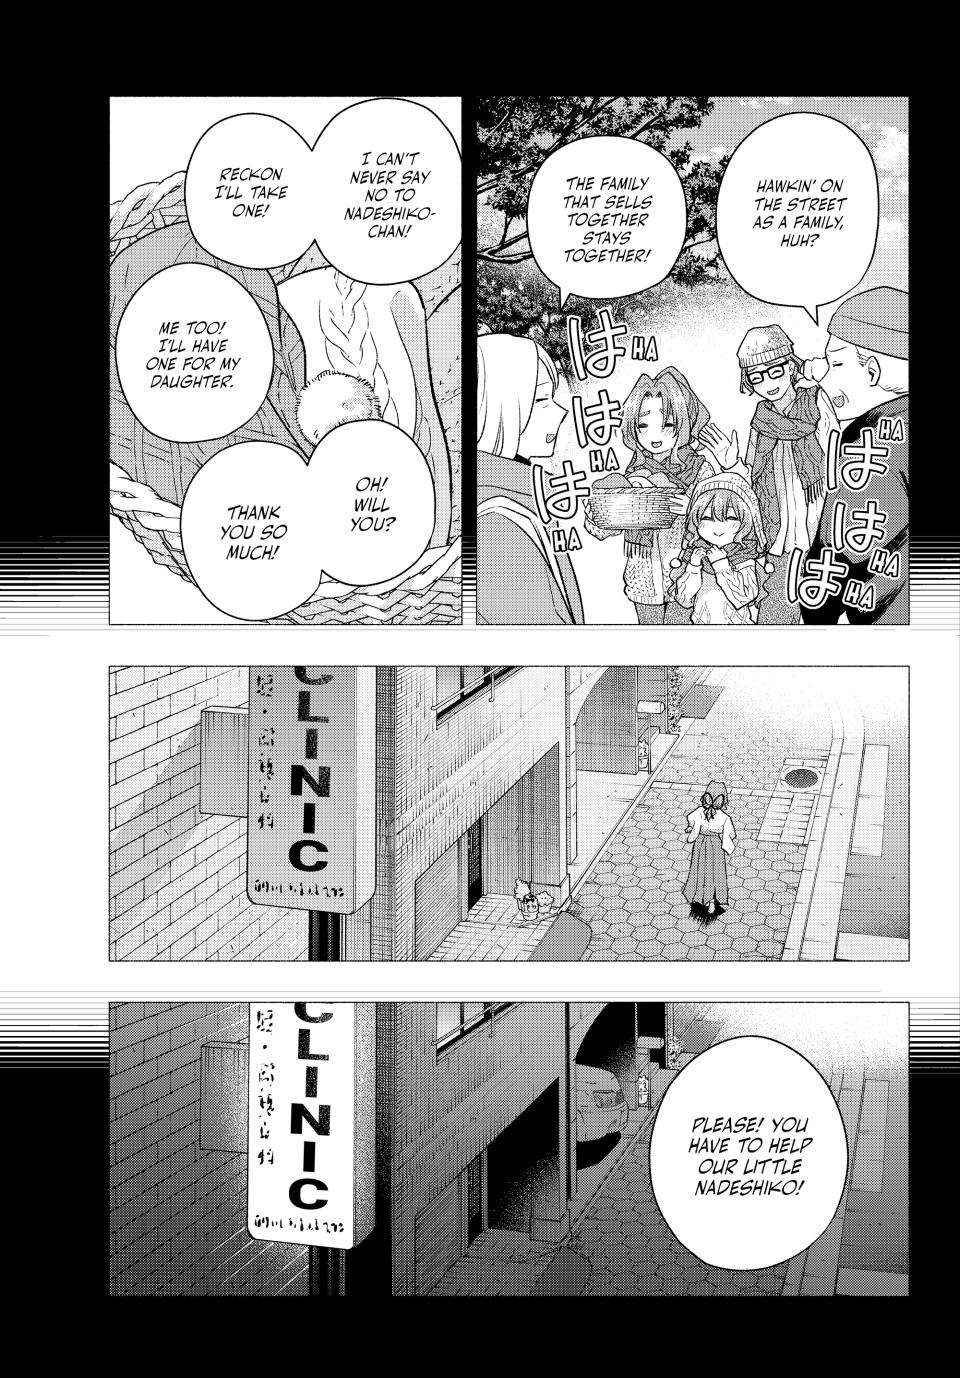 HAWKIN' ON
THE STREET
AS A FAMILY,
HUH?
THE FAMILY
THAT SELLS
TOGETHER
STAYS
TOGETHER!
は HA
は HA
は HA
は HA
は HA
は HA
I CAN'T
NEVER SAY
NO TO
NADESHIKO-
CHAN!
RECKON
I'LL TAKE
ONE!
ME TOO!
I'LL HAVE
ONE FOR MY
DAUGHTER.
OH!
WILL
YOU?
THANK
YOU SO
MUCH!
CLINIC
CLINIC
PLEASE! YOU
HAVE TO HELP
OUR LITTLE
NADESHIKO!